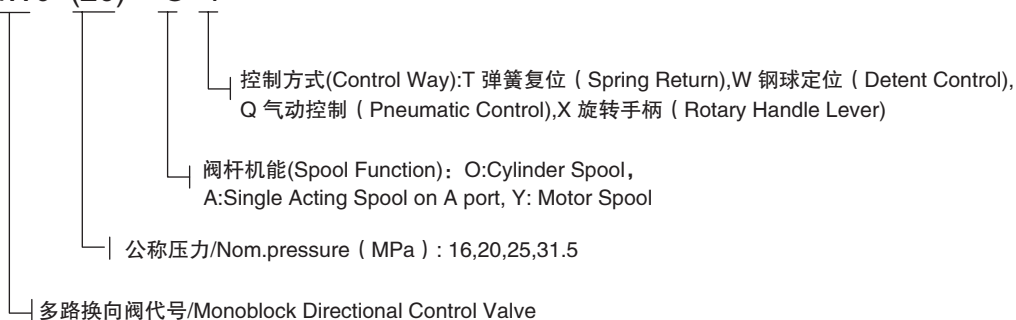 控制方式(Control Way):T 弹簧复位（Spring Return),W 钢球定位（Detent Control),
Q 气动控制（Pneumatic Control),X 旋转手柄（Rotary Handle Lever)
阀杆机能(Spool Function)：O:Cylinder Spool,
A:Single Acting Spool on A port, Y: Motor Spool
公称压力/Nom.pressure（MPa）: 16,20,25,31.5
多路换向阀代号/Monoblock Directional Control Valve